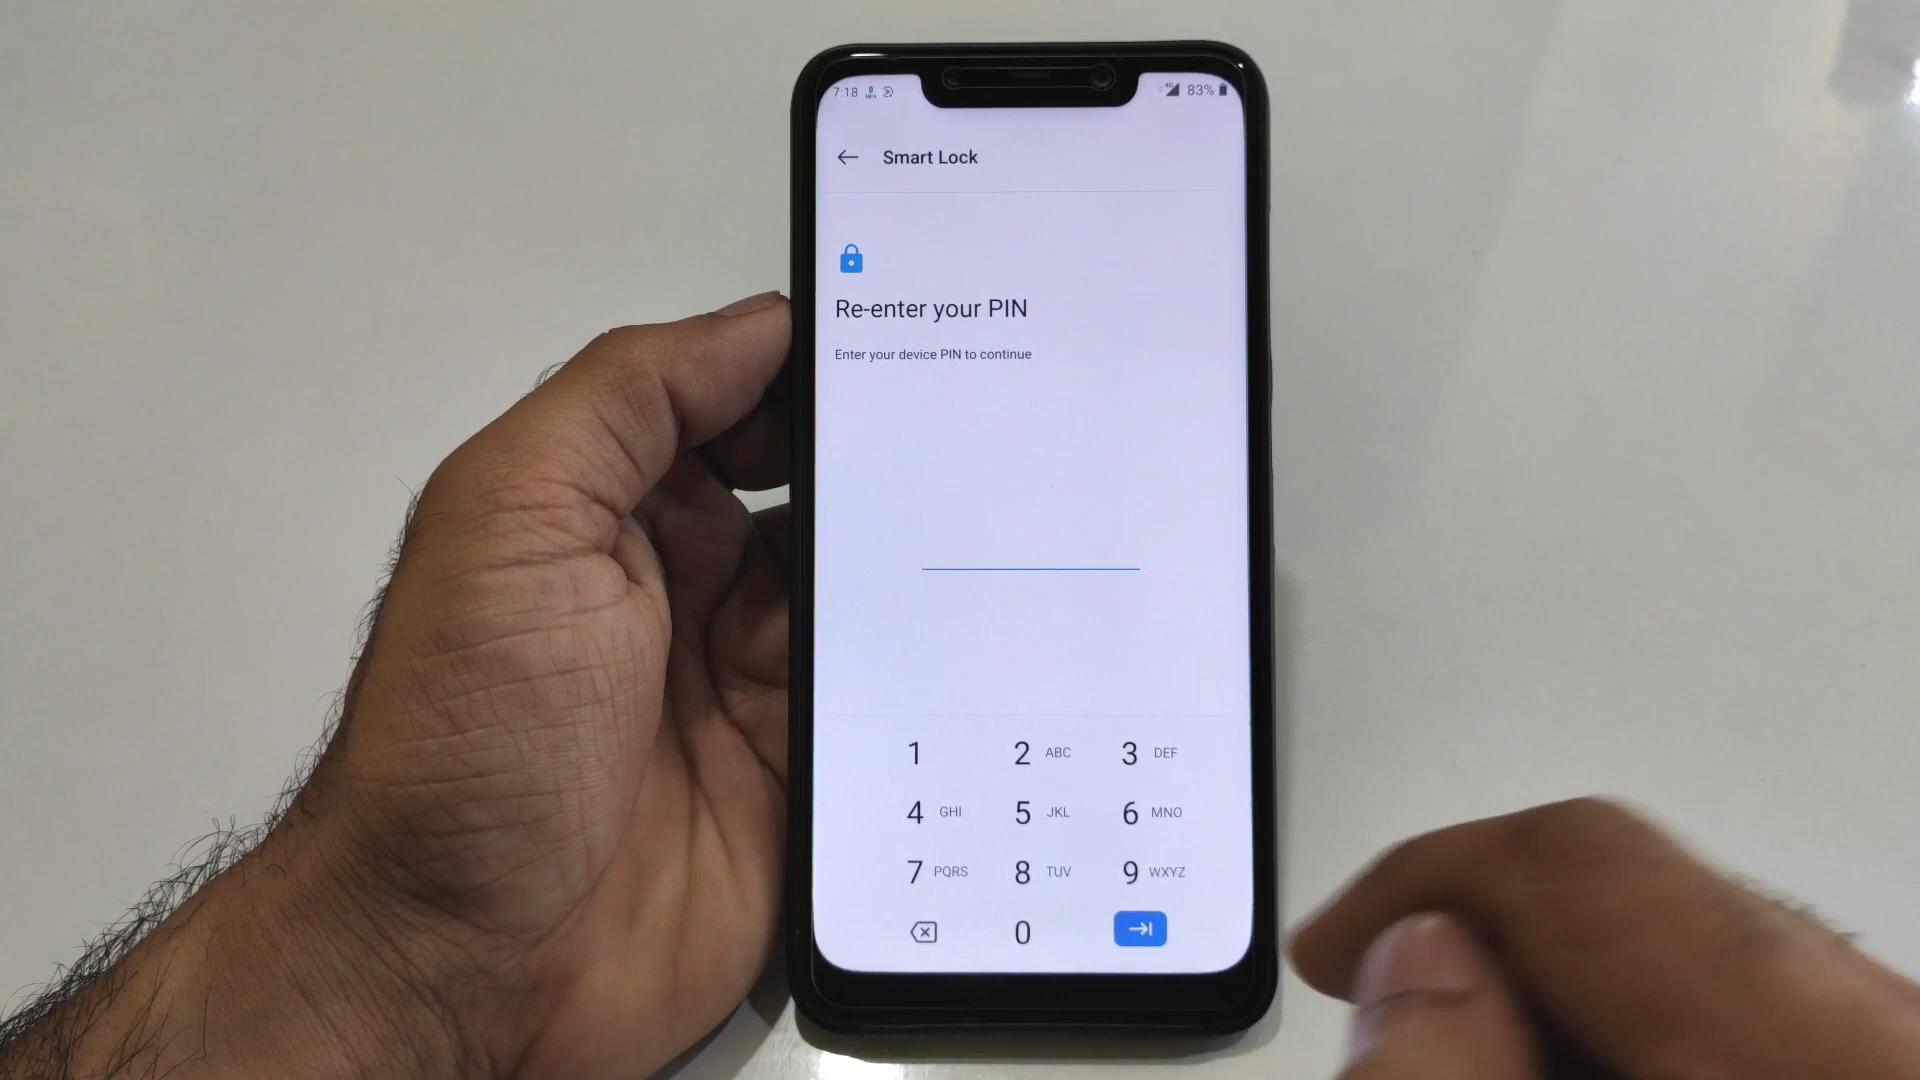 7:18
4G 83%
Smart Lock
Re-enter your PIN
Enter your device PIN to continue
1 2 ABC 3 DEF
4 GHI 5 JKL 6 MNO
7 PQRS 8 TUV 9 WXYZ
0